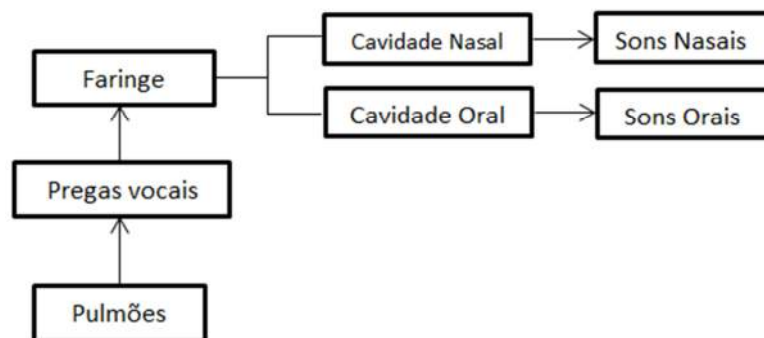 Cavidade Nasal
Sons Nasais
Faringe
Cavidade Oral
Sons Orais
Pregas vocais
Pulmões